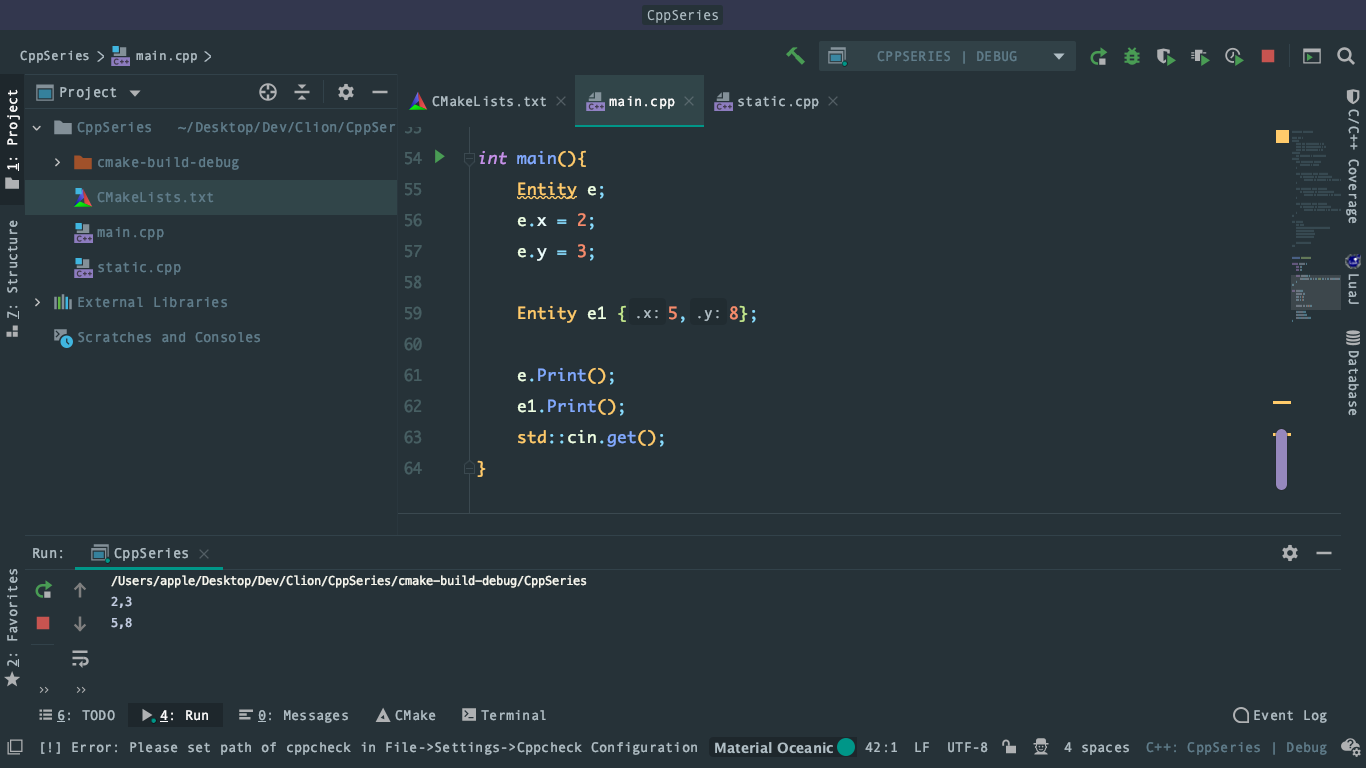 CppSeries
CppSeries > main.cpp >
CPPSERIES | DEBUG
1: Project
Z: Structure
2: Favorites
Project
CppSeries ~/Desktop/Dev/Clion/CppSer
cmake-build-debug
CMakeLists.txt
main.cpp
static.cpp
External Libraries
Scratches and Consoles
CMakeLists.txt
main.cpp
static.cpp
53
54 int main(){
55 Entity e;
56 e.x = 2;
57 e.y = 3;
58
59 Entity e1 { .x: 5, .y: 8};
60
61 e.Print();
62 e1.Print();
63 std::cin.get();
64 }
C/C++ Coverage
LuaJ
Database
Run: CppSeries
/Users/apple/Desktop/Dev/Clion/CppSeries/cmake-build-debug/CppSeries
2,3
5,8
6: TODO 4: Run 0: Messages CMake Terminal Event Log
[!] Error: Please set path of cppcheck in File->Settings->Cppcheck Configuration Material Oceanic 42:1 LF UTF-8 4 spaces C++: CppSeries | Debug